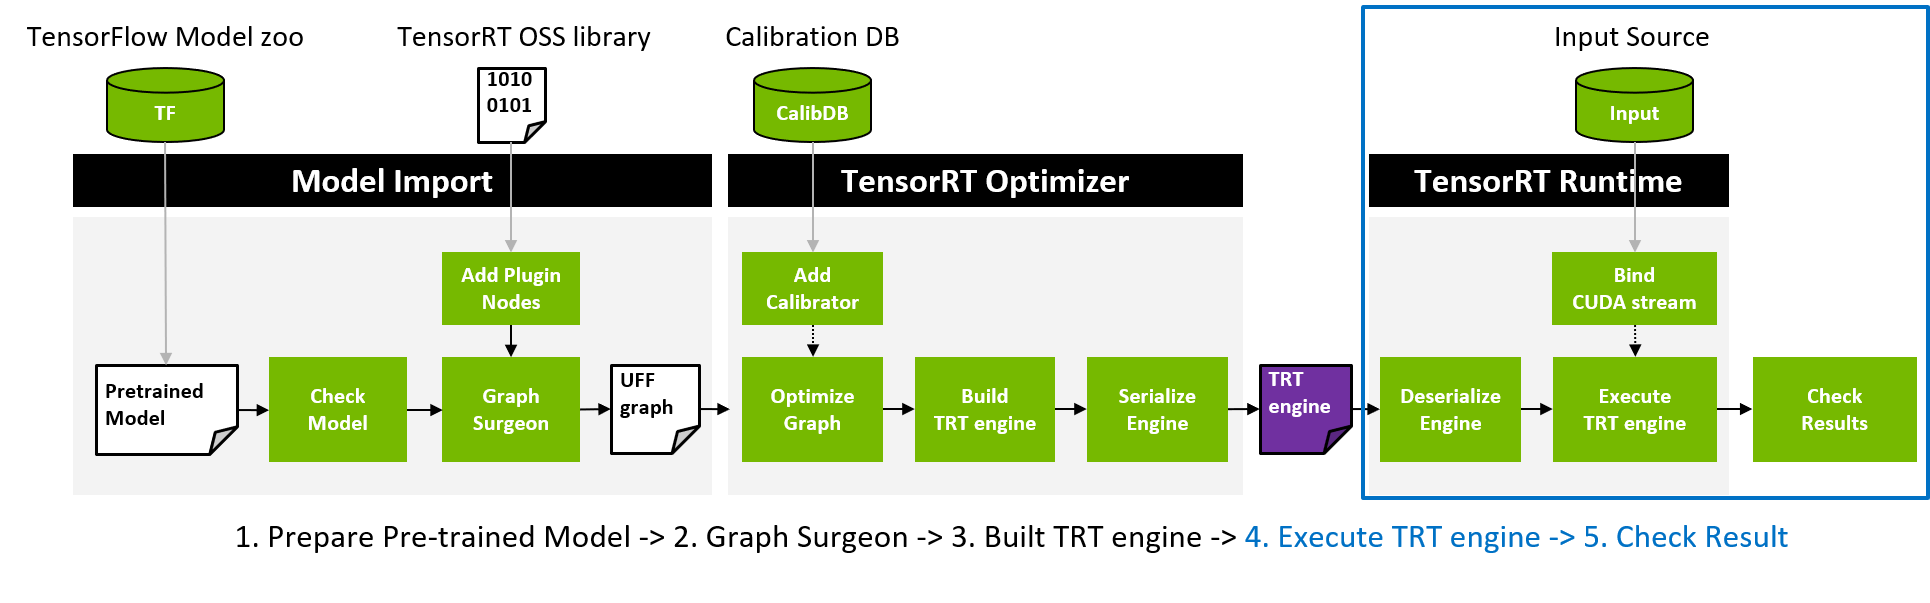 TensorFlow Model zoo
TensorRT OSS library
Calibration DB
Input Source
TF
1010
0101
CalibDB
Input
Model Import
TensorRT Optimizer
TensorRT Runtime
Add Plugin
Nodes
Add
Calibrator
Bind
CUDA stream
Pretrained
Model
Check
Model
Graph
Surgeon
UFF
graph
Optimize
Graph
Build
TRT engine
Serialize
Engine
TRT
engine
Deserialize
Engine
Execute
TRT engine
Check
Results
1. Prepare Pre-trained Model -> 2. Graph Surgeon -> 3. Built TRT engine -> 4. Execute TRT engine -> 5. Check Result